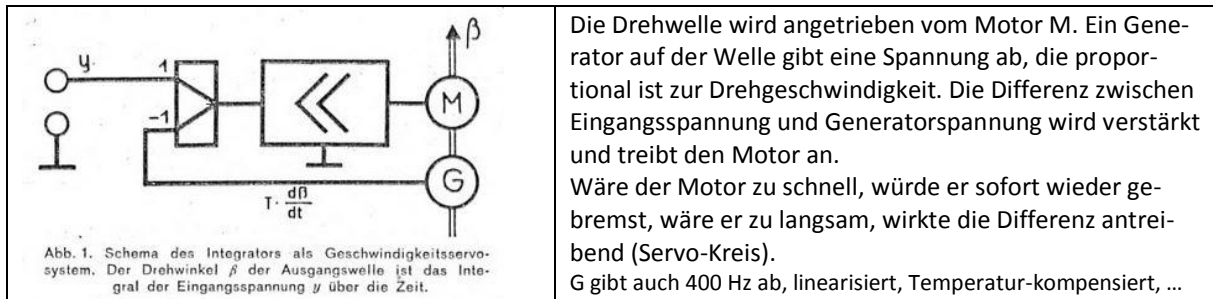 y
1
-1
β
M
G
T · dβ/dt
Abb. 1. Schema des Integrators als Geschwindigkeitsservo-
system. Der Drehwinkel β der Ausgangswelle ist das Inte-
gral der Eingangsspannung y über die Zeit.
Die Drehwelle wird angetrieben vom Motor M. Ein Gene-
rator auf der Welle gibt eine Spannung ab, die propor-
tional ist zur Drehgeschwindigkeit. Die Differenz zwischen
Eingangsspannung und Generatorspannung wird verstärkt
und treibt den Motor an.
Wäre der Motor zu schnell, würde er sofort wieder ge-
bremst, wäre er zu langsam, wirkte die Differenz antrei-
bend (Servo-Kreis).
G gibt auch 400 Hz ab, linearisiert, Temperatur-kompensiert, ...